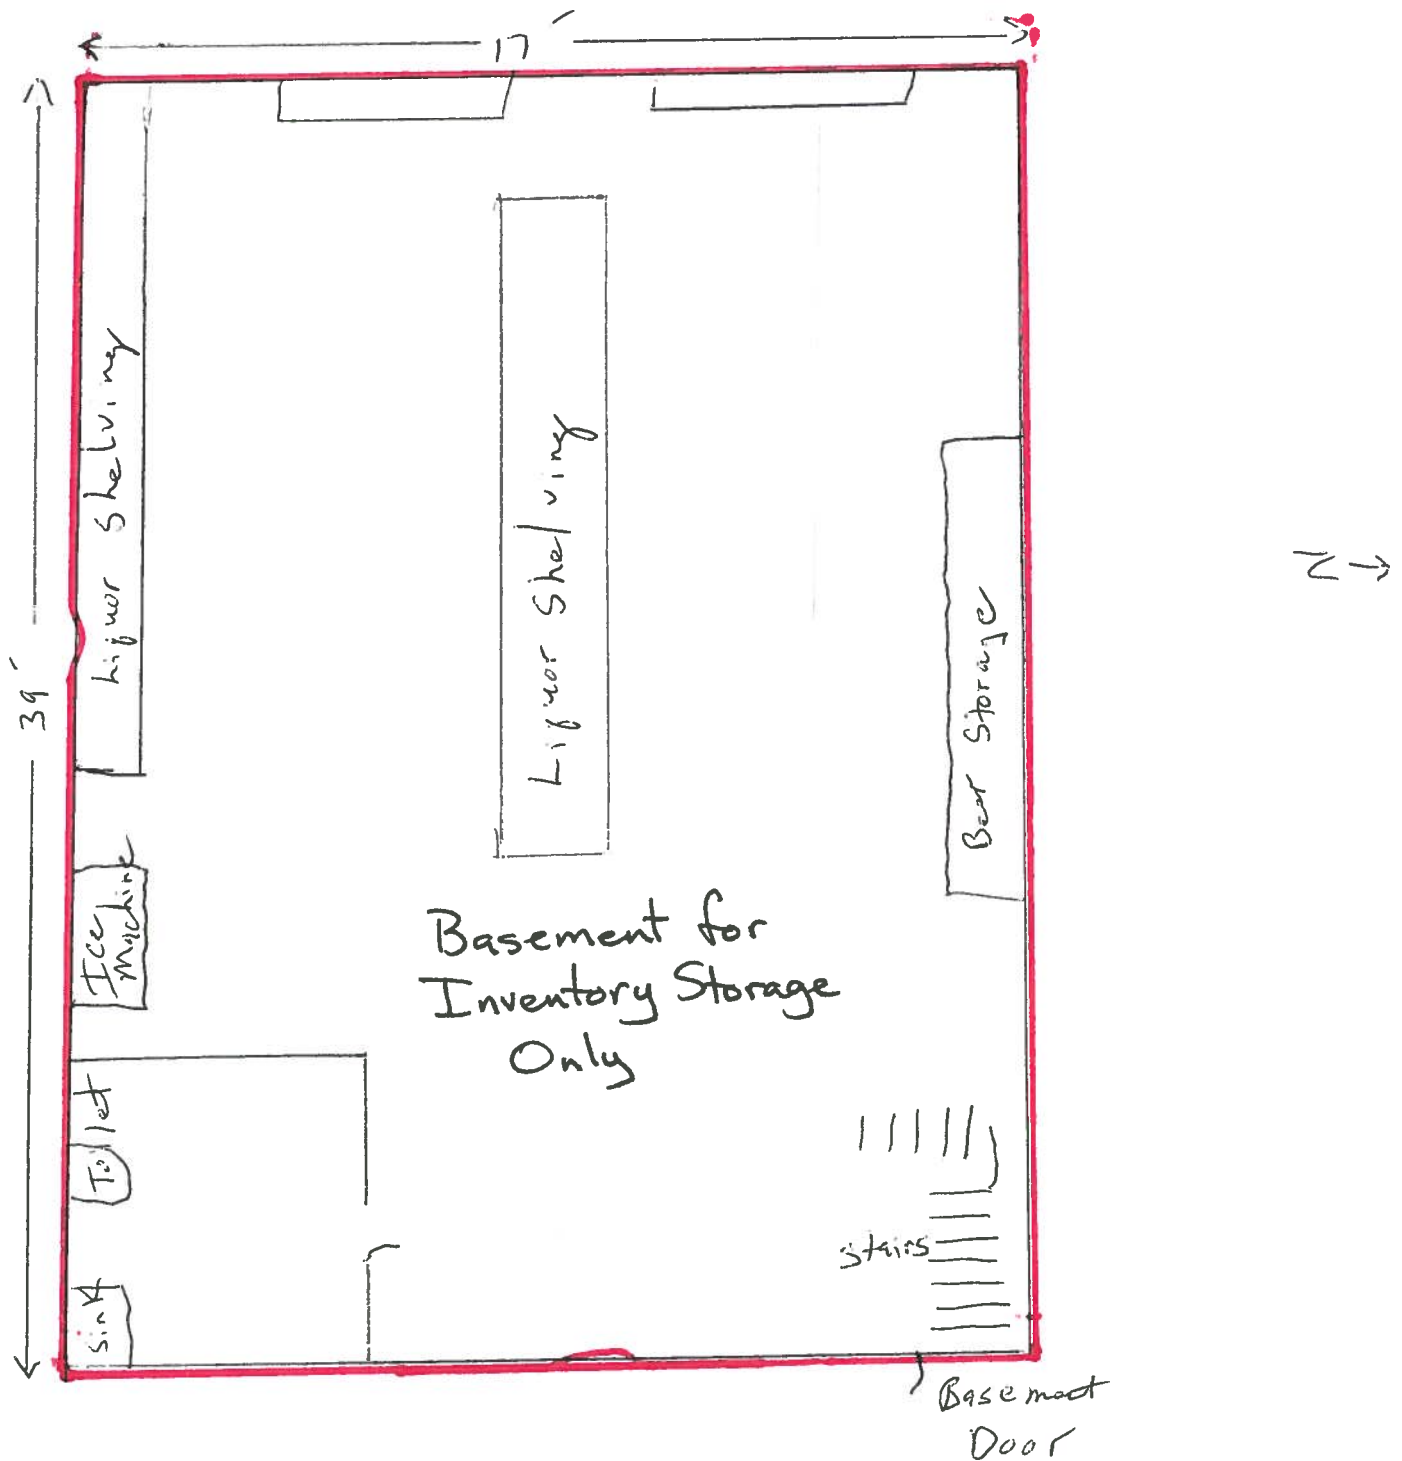 17'
39'
Liquor Shelving
Liquor Shelving
Beer Storage
N
Ice
Machine
Basement for
Inventory Storage
Only
Toilet
Stairs
Sink
Basement
Door